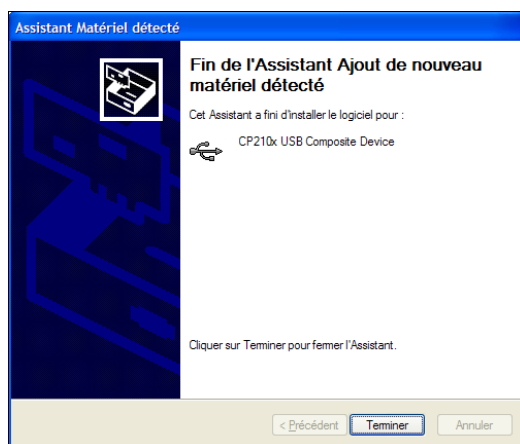 Assistant Matériel détecté
Fin de l'Assistant Ajout de nouveau
matériel détecté
Cet Assistant a fini d'installer le logiciel pour :
CP210x USB Composite Device
Cliquer sur Terminer pour fermer l'Assistant.
< Précédent Terminer Annuler